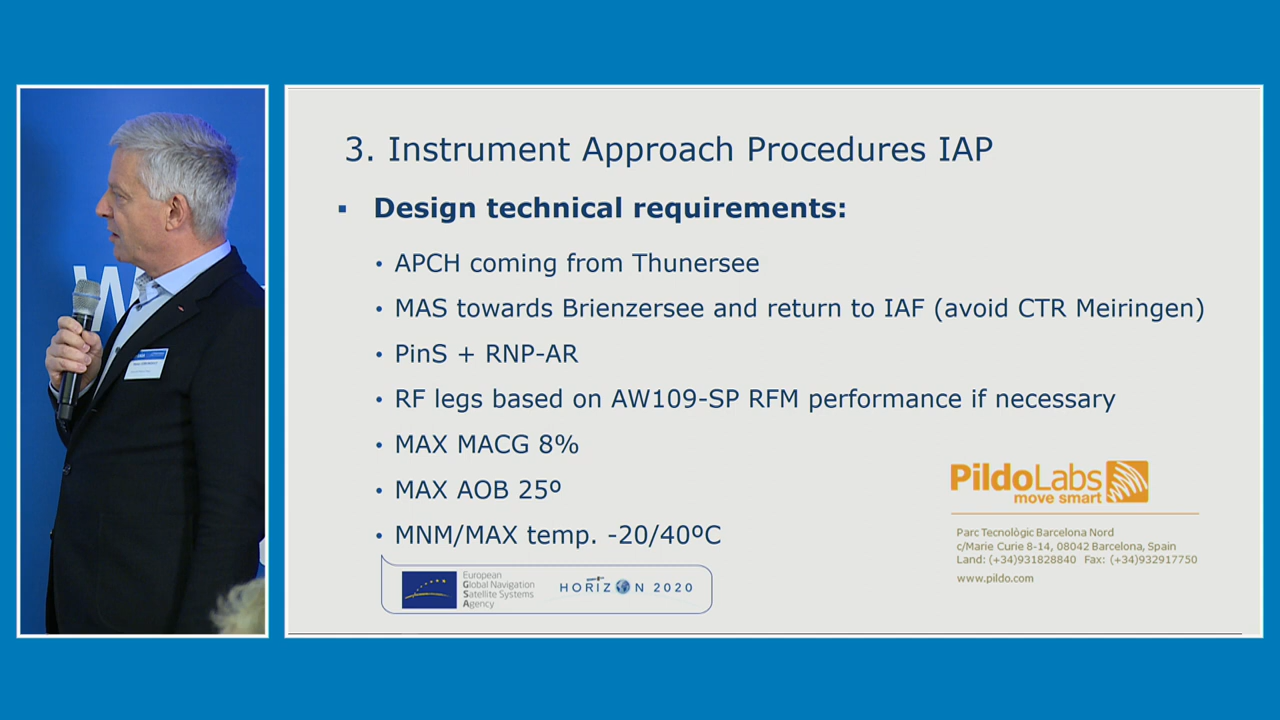 3. Instrument Approach Procedures IAP
▪ Design technical requirements:
• APCH coming from Thunersee
• MAS towards Brienzersee and return to IAF (avoid CTR Meiringen)
• PinS + RNP-AR
• RF legs based on AW109-SP RFM performance if necessary
• MAX MACG 8%
• MAX AOB 25º
• MNM/MAX temp. -20/40ºC
PildoLabs
move smart
Parc Tecnològic Barcelona Nord
c/Marie Curie 8-14, 08042 Barcelona, Spain
Land: (+34)931828840 Fax: (+34)932917750
www.pildo.com
European
Global Navigation
Satellite Systems
Agency
HORIZON 2020